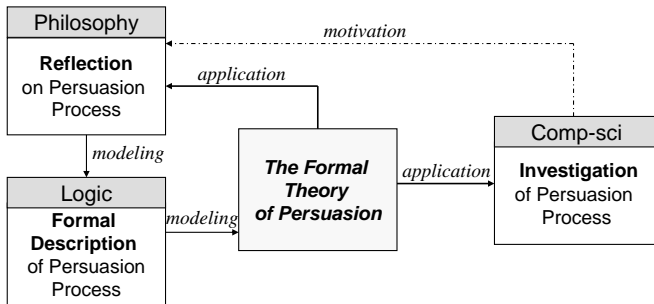 Philosophy
Reflection
on Persuasion
Process
motivation
application
modeling
Logic
Formal
Description
of Persuasion
Process
modeling
The Formal
Theory
of Persuasion
application
Comp-sci
Investigation
of Persuasion
Process